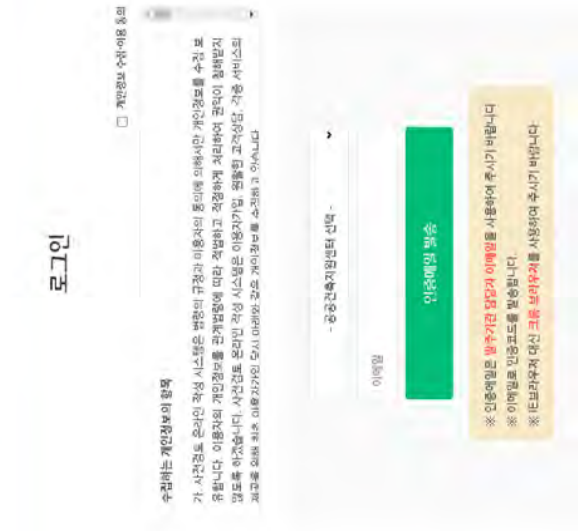 로그인
개인정보 수집·이용 동의
수집하는 개인정보의 항목
가. 사전검토 온라인 작성 시스템은 법령의 규정과 이용자의 동의에 의해서만 개인정보를 수집 보
유합니다. 이용자의 개인정보를 관계법령에 따라 적법하고 적정하게 처리하여 권익이 침해받지
않도록 하겠습니다. 사전검토 온라인 작성 시스템은 이용자가입, 원활한 고객상담, 각종 서비스의
제공을 위해 최초 이용자가입 당시 아래와 같은 개인정보를 수집하고 있습니다.
- 공공건축지원센터 선택 -
이메일
인증메일 발송
※ 인증메일은 발주기관 담당자 이메일을 사용하여 주시기 바랍니다
※ 이메일로 인증코드를 발송합니다.
※ IE브라우저 대신 크롬 브라우저를 사용하여 주시기 바랍니다.